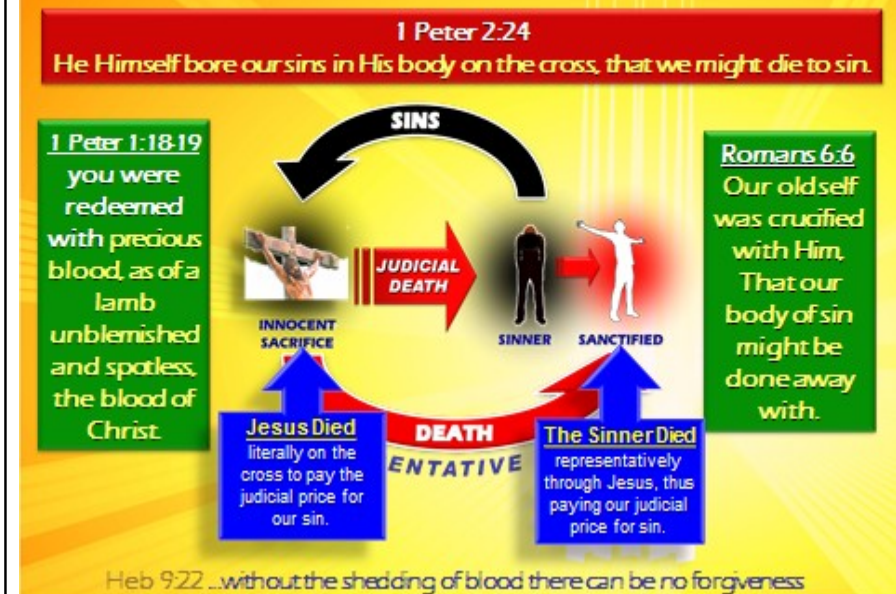 1 Peter 2:24
He Himself bore our sins in His body on the cross, that we might die to sin.
1 Peter 1:18-19
you were
redeemed
with precious
blood, as of a
lamb
unblemished
and spotless,
the blood of
Christ.
SINS
JUDICIAL
DEATH
INNOCENT
SACRIFICE
SINNER
SANCTIFIED
Romans 6:6
Our old self
was crucified
with Him,
That our
body of sin
might be
done away
with.
Jesus Died
literally on the
cross to pay the
judicial price for
our sin.
DEATH
ENTATIVE
The Sinner Died
representatively
through Jesus, thus
paying our judicial
price for sin.
Heb 9:22 ...without the shedding of blood there can be no forgiveness